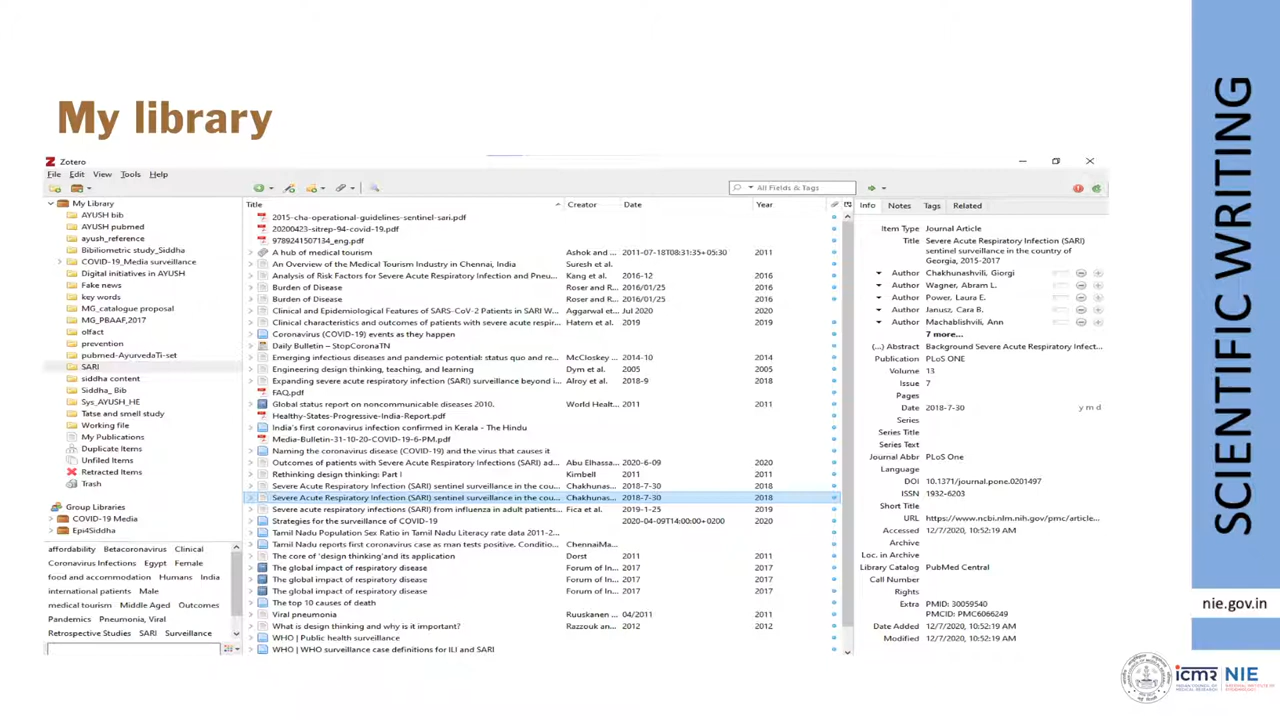 My library
Zotero
File Edit View Tools Help
All Fields & Tags
My Library
AYUSH bib
AYUSH pubmed
ayush_reference
Bibiliometric study_Siddha
COVID-19_Media surveillance
Digital initiatives in AYUSH
Fake news
key words
MG_catalogue proposal
MG_PBAAF,2017
olfact
prevention
pubmed-AyurvedaTi-set
SARI
siddha content
Siddha_Bib
Sys_AYUSH_HE
Tatse and smell study
Working file
My Publications
Duplicate Items
Unfiled Items
Retracted Items
Trash
Group Libraries
COVID-19 Media
Epi4Siddha
affordability Betacoronavirus Clinical
Coronavirus Infections Egypt Female
food and accommodation Humans India
international patients Male
medical tourism Middle Aged Outcomes
Pandemics Pneumonia, Viral
Retrospective Studies SARI Surveillance
Title Creator Date Year
2015-cha-operational-guidelines-sentinel-sari.pdf
20200423-sitrep-94-covid-19.pdf
9789241507134_eng.pdf
A hub of medical tourism Ashok and ... 2011-07-18T08:31:35+05:30 2011
An Overview of the Medical Tourism Industry in Chennai, India Suresh et al.
Analysis of Risk Factors for Severe Acute Respiratory Infection and Pneu... Kang et al. 2016-12 2016
Burden of Disease Roser and R... 2016/01/25 2016
Burden of Disease Roser and R... 2016/01/25 2016
Clinical and Epidemiological Features of SARS-CoV-2 Patients in SARI W... Aggarwal et... Jul 2020 2020
Clinical characteristics and outcomes of patients with severe acute respir... Hatem et al. 2019 2019
Coronavirus (COVID-19) events as they happen
Daily Bulletin – StopCoronaTN
Emerging infectious diseases and pandemic potential: status quo and re... McCloskey ... 2014-10 2014
Engineering design thinking, teaching, and learning Dym et al. 2005 2005
Expanding severe acute respiratory infection (SARI) surveillance beyond i... Alroy et al. 2018-9 2018
FAQ.pdf
Global status report on noncommunicable diseases 2010. World Healt... 2011 2011
Healthy-States-Progressive-India-Report.pdf
India's first coronavirus infection confirmed in Kerala - The Hindu
Media-Bulletin-31-10-20-COVID-19-6-PM.pdf
Naming the coronavirus disease (COVID-19) and the virus that causes it
Outcomes of patients with Severe Acute Respiratory Infections (SARI) ad... Abu Elhassa... 2020-6-09 2020
Rethinking design thinking: Part I Kimbell 2011 2011
Severe Acute Respiratory Infection (SARI) sentinel surveillance in the cou... Chakhunas... 2018-7-30 2018
Severe Acute Respiratory Infection (SARI) sentinel surveillance in the cou... Chakhunas... 2018-7-30 2018
Severe acute respiratory infections (SARI) from influenza in adult patients... Fica et al. 2019-1-25 2019
Strategies for the surveillance of COVID-19 2020-04-09T14:00:00+0200 2020
Tamil Nadu Population Sex Ratio in Tamil Nadu Literacy rate data 2011-2...
Tamil Nadu reports first coronavirus case as man tests positive. Conditio... ChennaiMa...
The core of 'design thinking'and its application Dorst 2011 2011
The global impact of respiratory disease Forum of In... 2017 2017
The global impact of respiratory disease Forum of In... 2017 2017
The global impact of respiratory disease Forum of In... 2017 2017
The top 10 causes of death
Viral pneumonia Ruuskanen ... 04/2011 2011
What is design thinking and why is it important? Razzouk an... 2012 2012
WHO | Public health surveillance
WHO | WHO surveillance case definitions for ILI and SARI
Info Notes Tags Related
Item Type Journal Article
Title Severe Acute Respiratory Infection (SARI)
sentinel surveillance in the country of
Georgia, 2015-2017
Author Chakhunashvili, Giorgi
Author Wagner, Abram L.
Author Power, Laura E.
Author Janusz, Cara B.
Author Machablishvili, Ann
7 more...
(...) Abstract Background Severe Acute Respiratory Infect...
Publication PLoS ONE
Volume 13
Issue 7
Pages
Date 2018-7-30 y m d
Series
Series Title
Series Text
Journal Abbr PLoS One
Language
DOI 10.1371/journal.pone.0201497
ISSN 1932-6203
Short Title
URL https://www.ncbi.nlm.nih.gov/pmc/article...
Accessed 12/7/2020, 10:52:19 AM
Archive
Loc. in Archive
Library Catalog PubMed Central
Call Number
Rights
Extra PMID: 30059540
PMCID: PMC6066249
Date Added 12/7/2020, 10:52:19 AM
Modified 12/7/2020, 10:52:19 AM
SCIENTIFIC WRITING
nie.gov.in
icmr NIE
INDIAN COUNCIL OF
MEDICAL RESEARCH